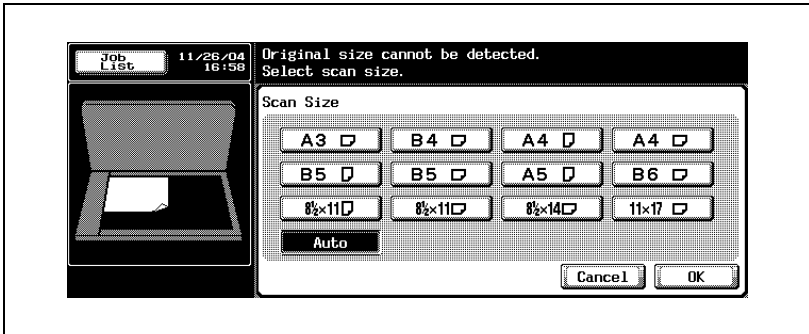 Job List
11/26/04
16:58
Original size cannot be detected.
Select scan size.
Scan Size
A3 B4 A4 A4
B5 B5 A5 B6
8½×11 8½×11 8½×14 11×17
Auto
Cancel OK